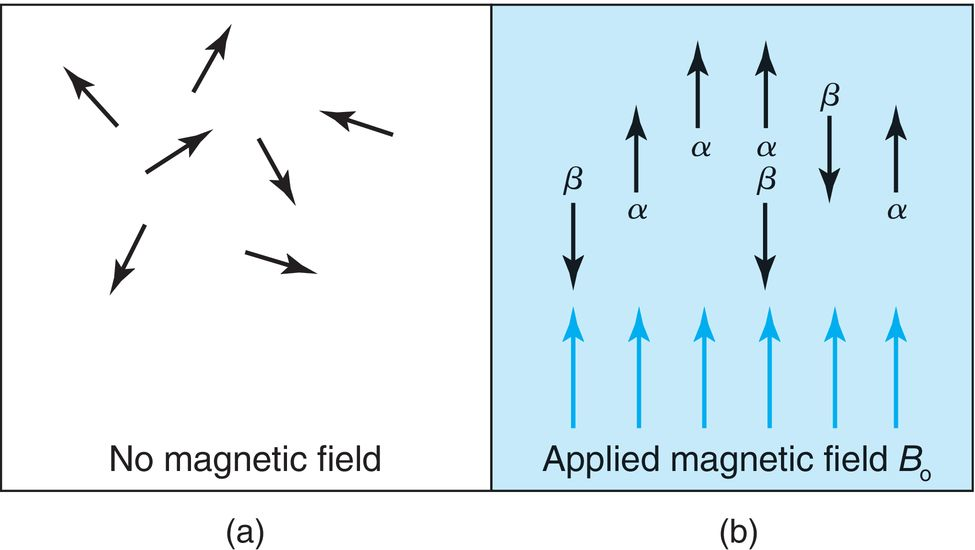 β
α
α
α
β
β
α
β
No magnetic field
Applied magnetic field Bₒ
(a)
(b)